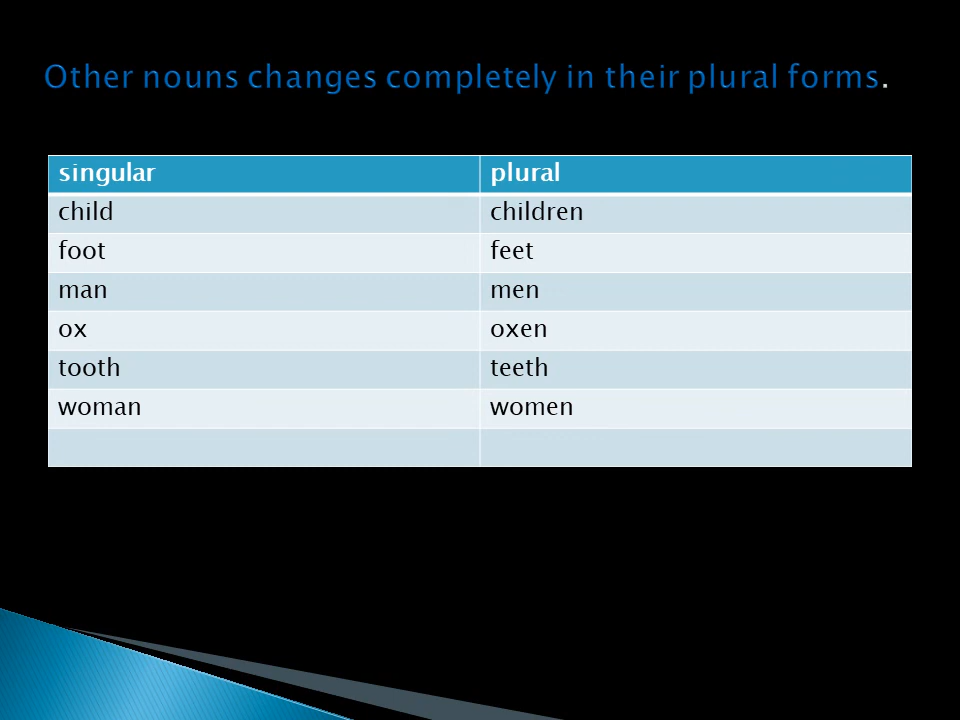 Other nouns changes completely in their plural forms.
singular plural
child children
foot feet
man men
ox oxen
tooth teeth
woman women